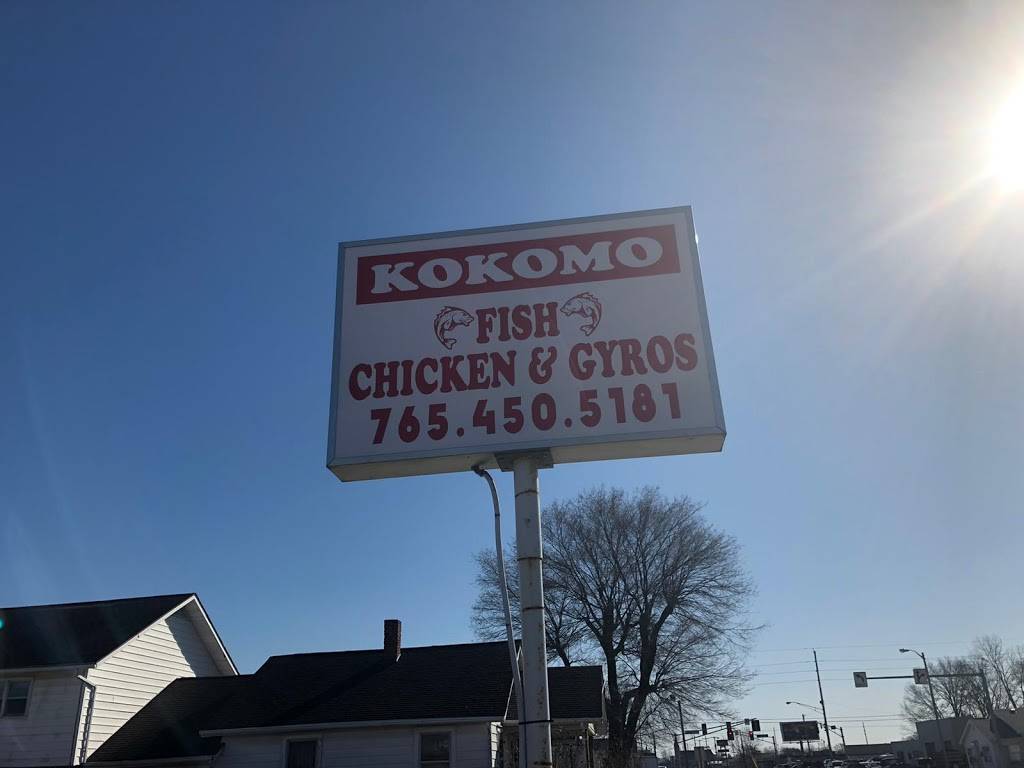 KOKOMO
FISH
CHICKEN & GYROS
765.450.5181